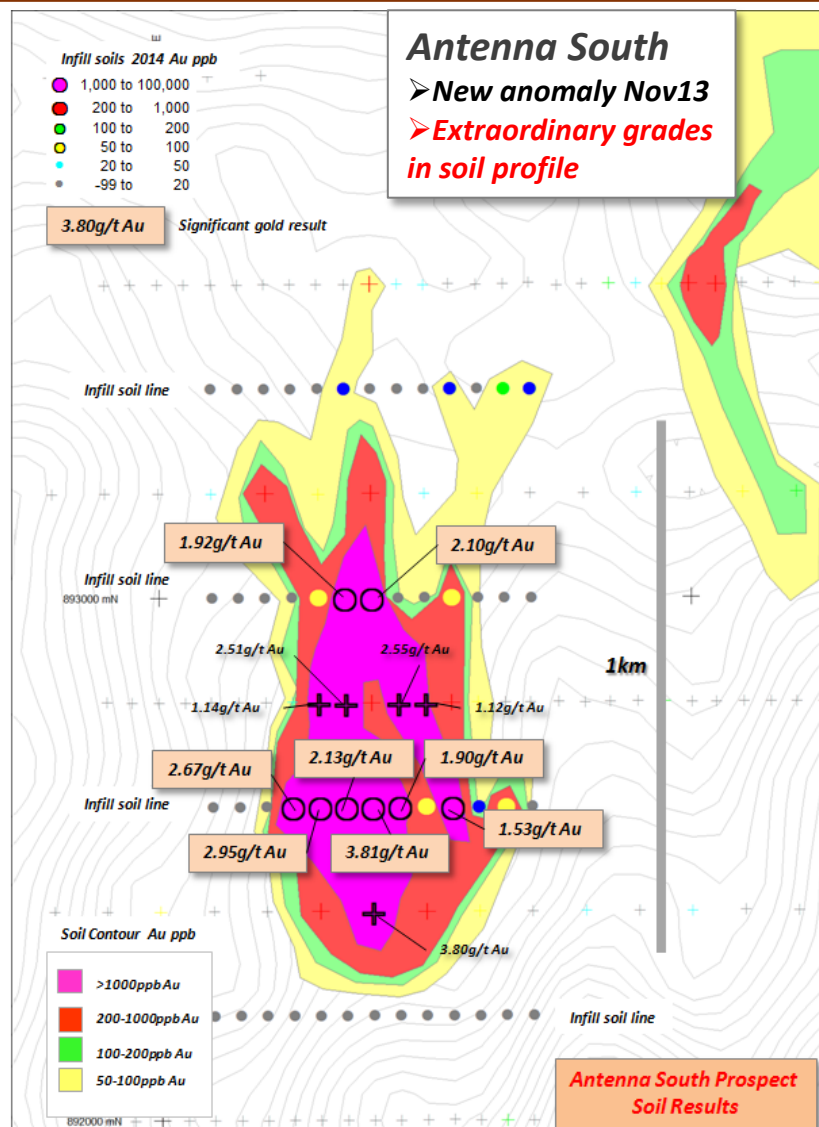 E
Infill soils 2014 Au ppb
1,000 to 100,000
200 to 1,000
100 to 200
50 to 100
20 to 50
-99 to 20
3.80g/t Au
Significant gold result
Antenna South
➢New anomaly Nov13
➢Extraordinary grades
in soil profile
Infill soil line
1.92g/t Au
2.10g/t Au
Infill soil line
893000 mN
2.51g/t Au
2.55g/t Au
1km
1.14g/t Au
1.12g/t Au
2.67g/t Au
2.13g/t Au
1.90g/t Au
Infill soil line
1.53g/t Au
2.95g/t Au
3.81g/t Au
3.80g/t Au
Soil Contour Au ppb
>1000ppb Au
200-1000ppb Au
100-200ppb Au
50-100ppb Au
Infill soil line
Antenna South Prospect
Soil Results
892000 mN